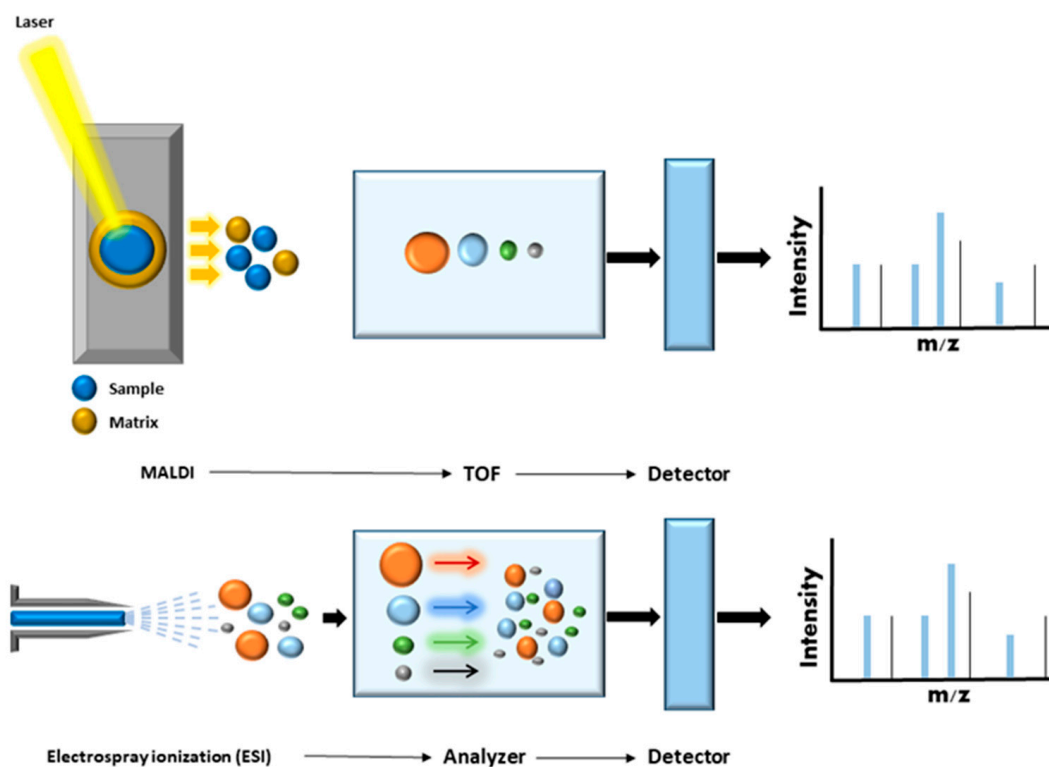 Laser
Sample
Matrix
Intensity
m/z
MALDI
TOF
Detector
Intensity
m/z
Electrospray ionization (ESI)
Analyzer
Detector